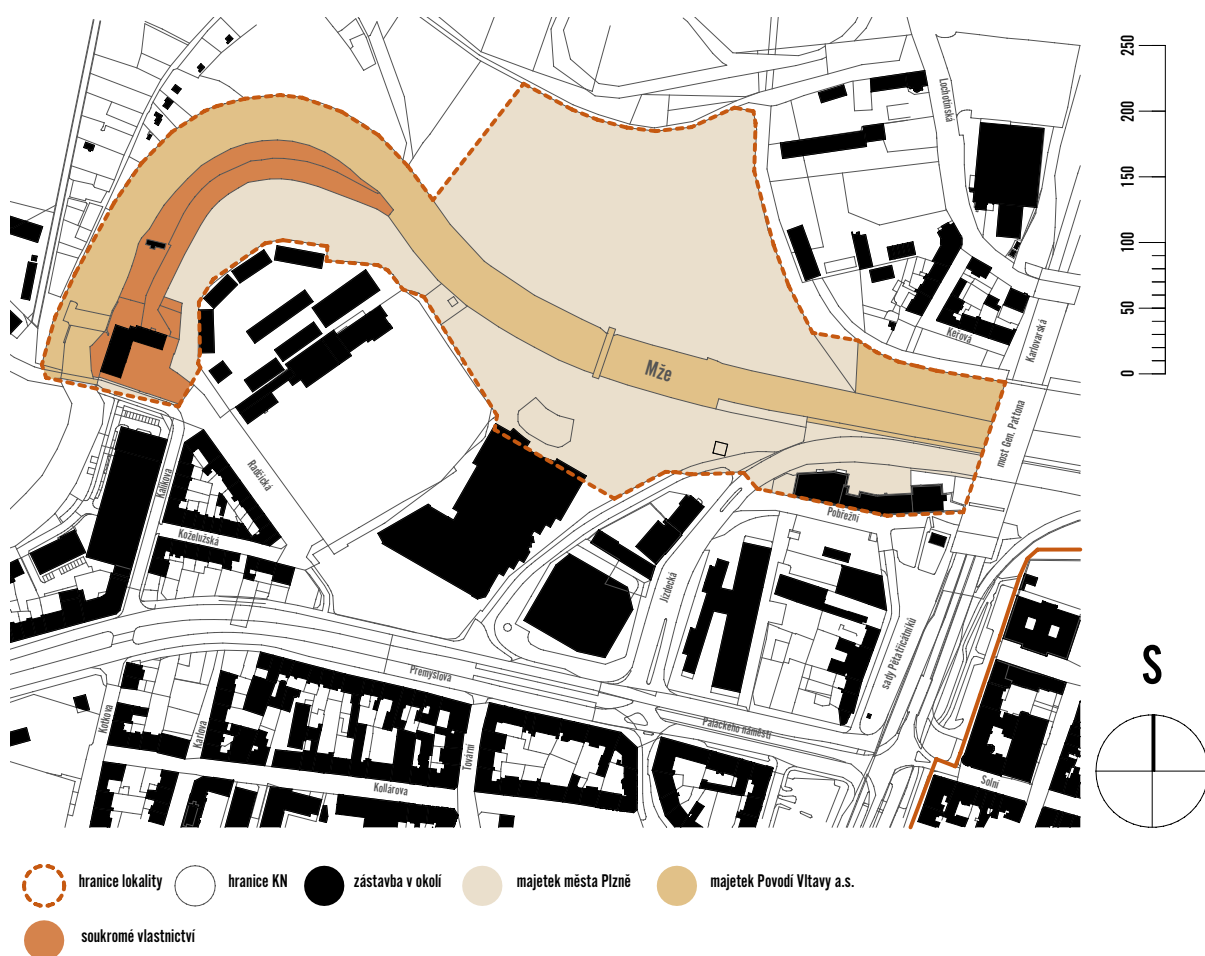 250
200
150
100
50
0
Lochotínská
Karlovarská
Keřová
Mže
most Gen. Pattona
Kalikova
Radčická
Koželužská
Pobřežní
Jízdecká
sady Pětatřicátníků
Přemyslova
Palackého náměstí
Kotkova
Karlova
Tovární
Kollárova
Solní
S
hranice lokality
hranice KN
zástavba v okolí
majetek města Plzně
majetek Povodí Vltavy a.s.
soukromé vlastnictví